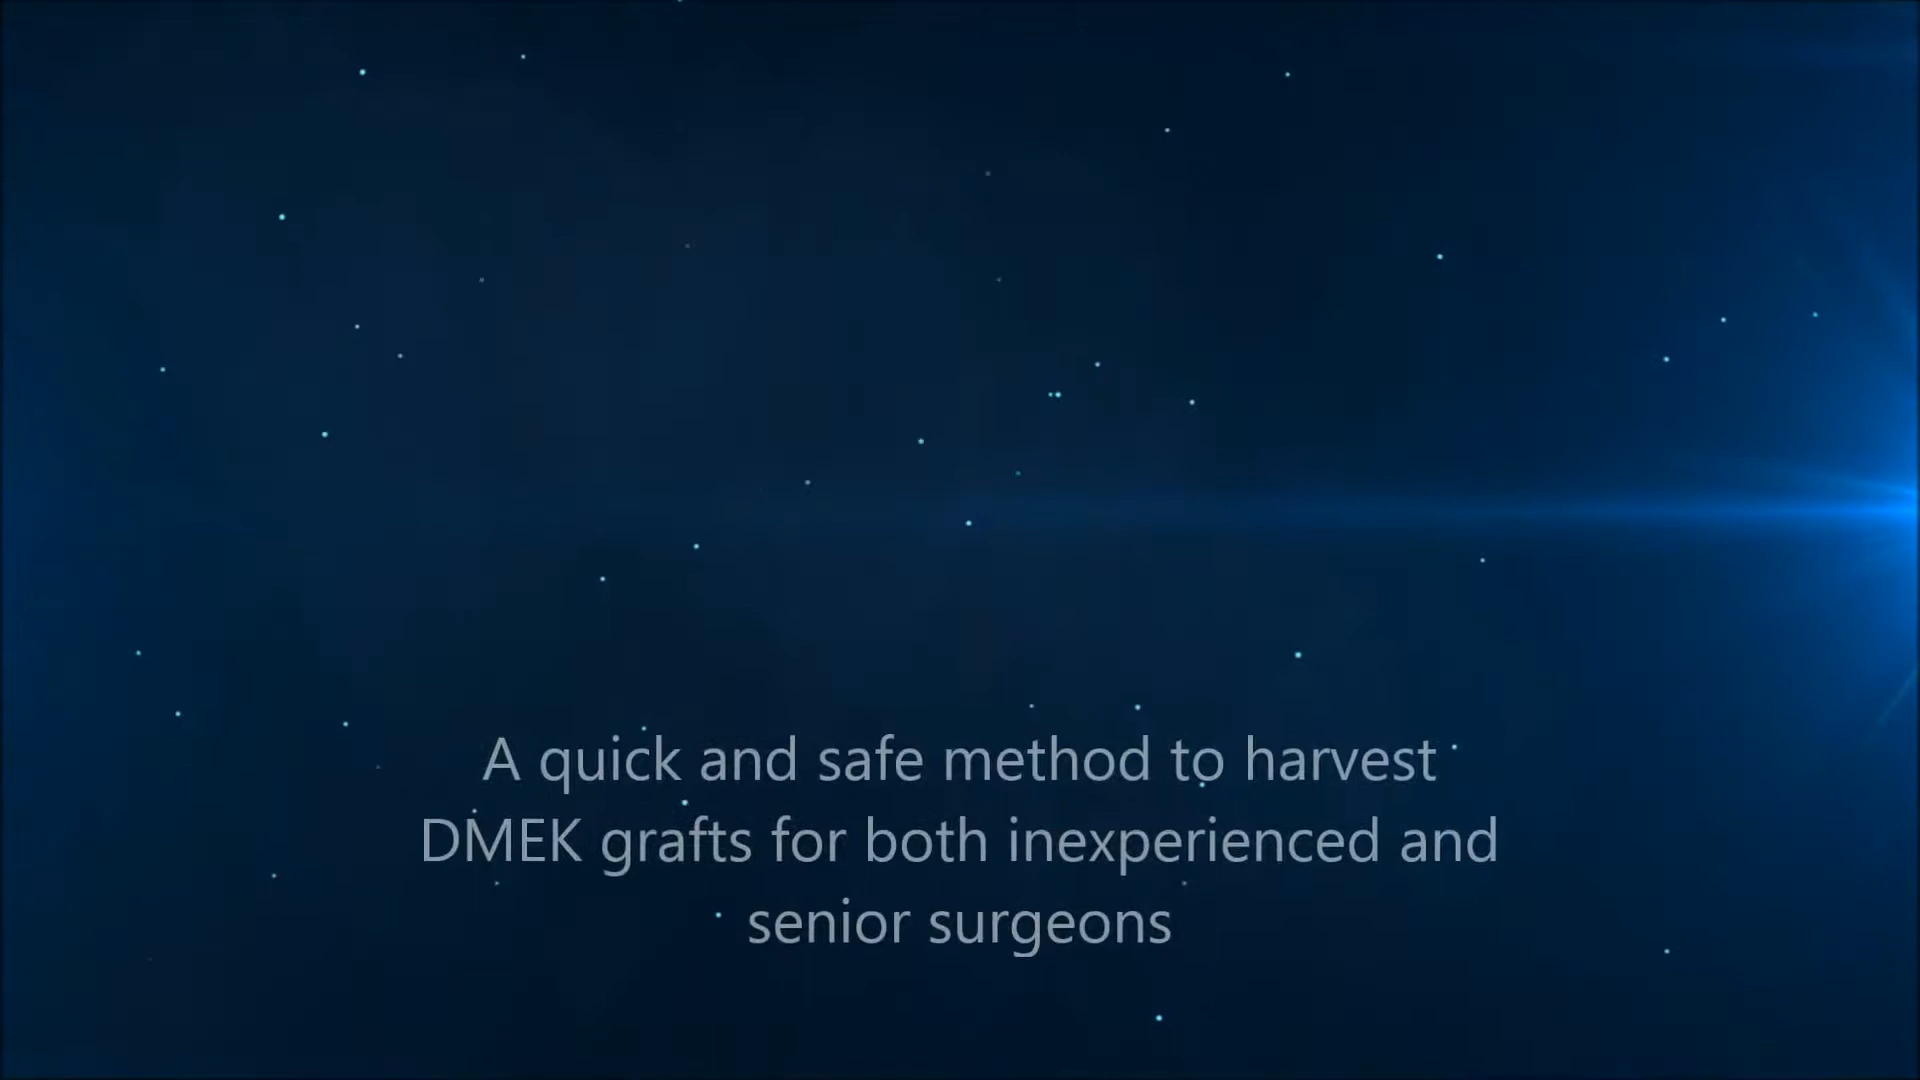 A quick and safe method to harvest
DMEK grafts for both inexperienced and
senior surgeons